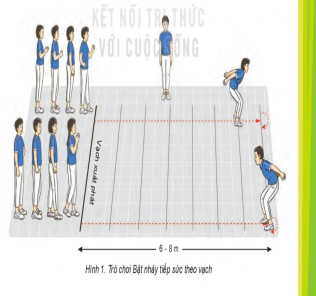 KẾT NỐI TRI THỨC
VỚI CUỘC SỐNG
Vạch xuất phát
6 – 8 m
Hình 1. Trò chơi Bật nhảy tiếp sức theo vạch